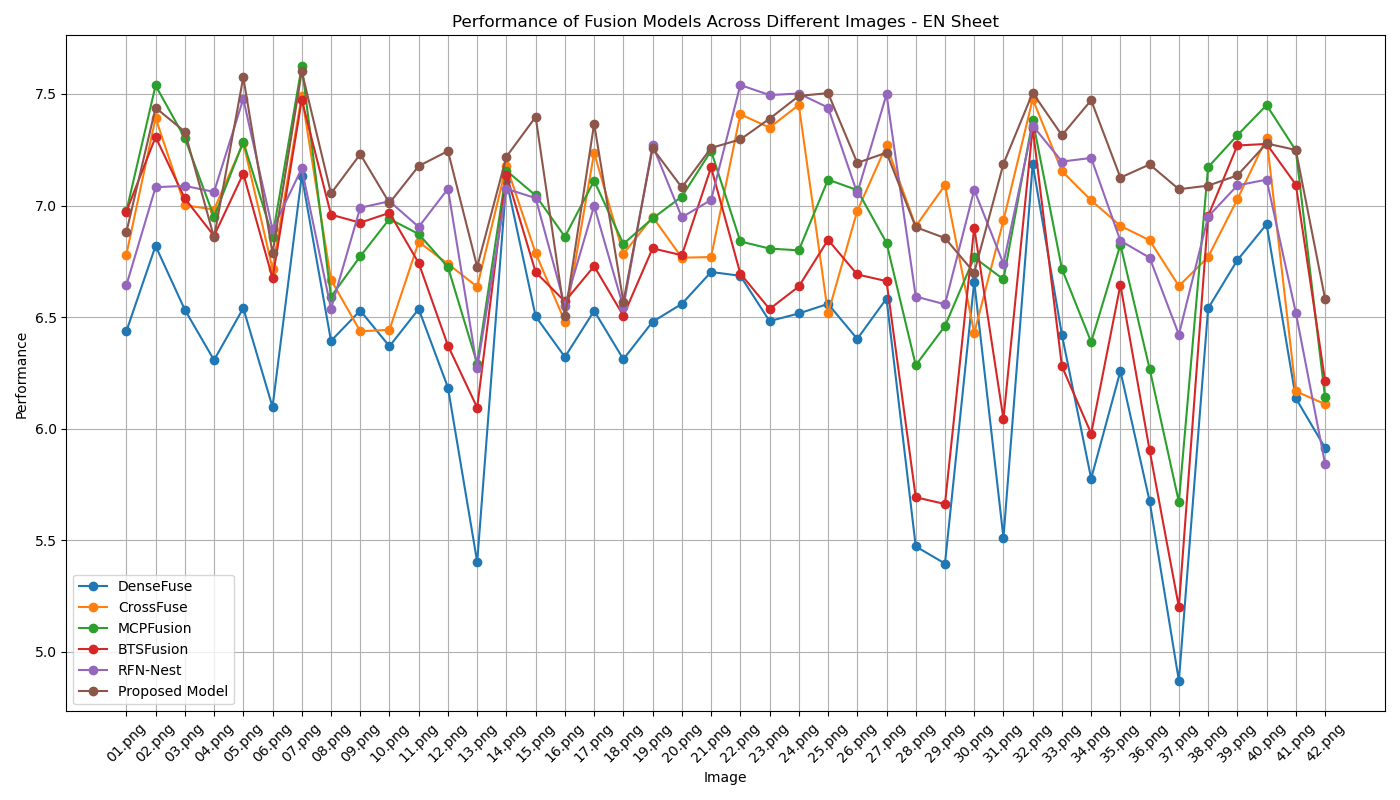 Performance of Fusion Models Across Different Images - EN Sheet
Performance
7.5
7.0
6.5
6.0
5.5
5.0
DenseFuse
CrossFuse
MCPFusion
BTSFusion
RFN-Nest
Proposed Model
01.png
02.png
03.png
04.png
05.png
06.png
07.png
08.png
09.png
10.png
11.png
12.png
13.png
14.png
15.png
16.png
17.png
18.png
19.png
20.png
21.png
22.png
23.png
24.png
25.png
26.png
27.png
28.png
29.png
30.png
31.png
32.png
33.png
34.png
35.png
36.png
37.png
38.png
39.png
40.png
41.png
42.png
Image